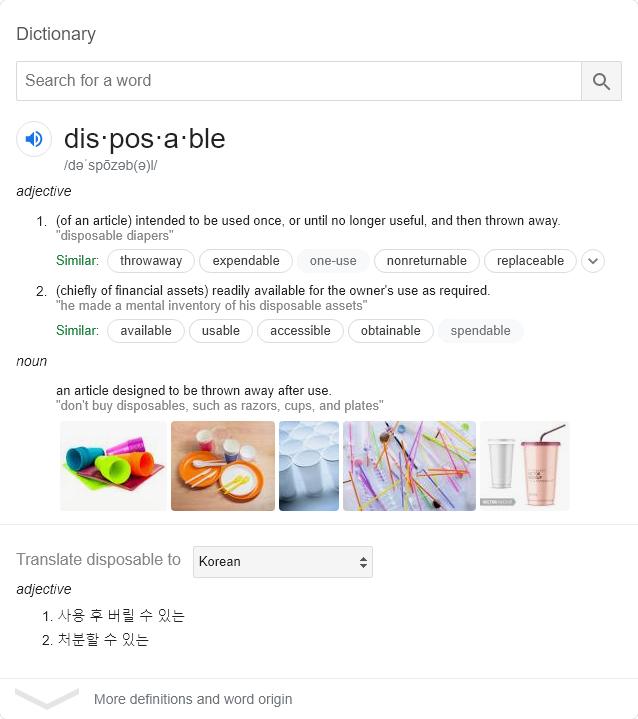 Dictionary
Search for a word
dis·pos·a·ble
/dəˈspōzəb(ə)l/
adjective
1. (of an article) intended to be used once, or until no longer useful, and then thrown away.
"disposable diapers"
Similar: throwaway expendable one-use nonreturnable replaceable
2. (chiefly of financial assets) readily available for the owner's use as required.
"he made a mental inventory of his disposable assets"
Similar: available usable accessible obtainable spendable
noun
an article designed to be thrown away after use.
"don't buy disposables, such as razors, cups, and plates"
Translate disposable to Korean
adjective
1. 사용 후 버릴 수 있는
2. 처분할 수 있는
More definitions and word origin